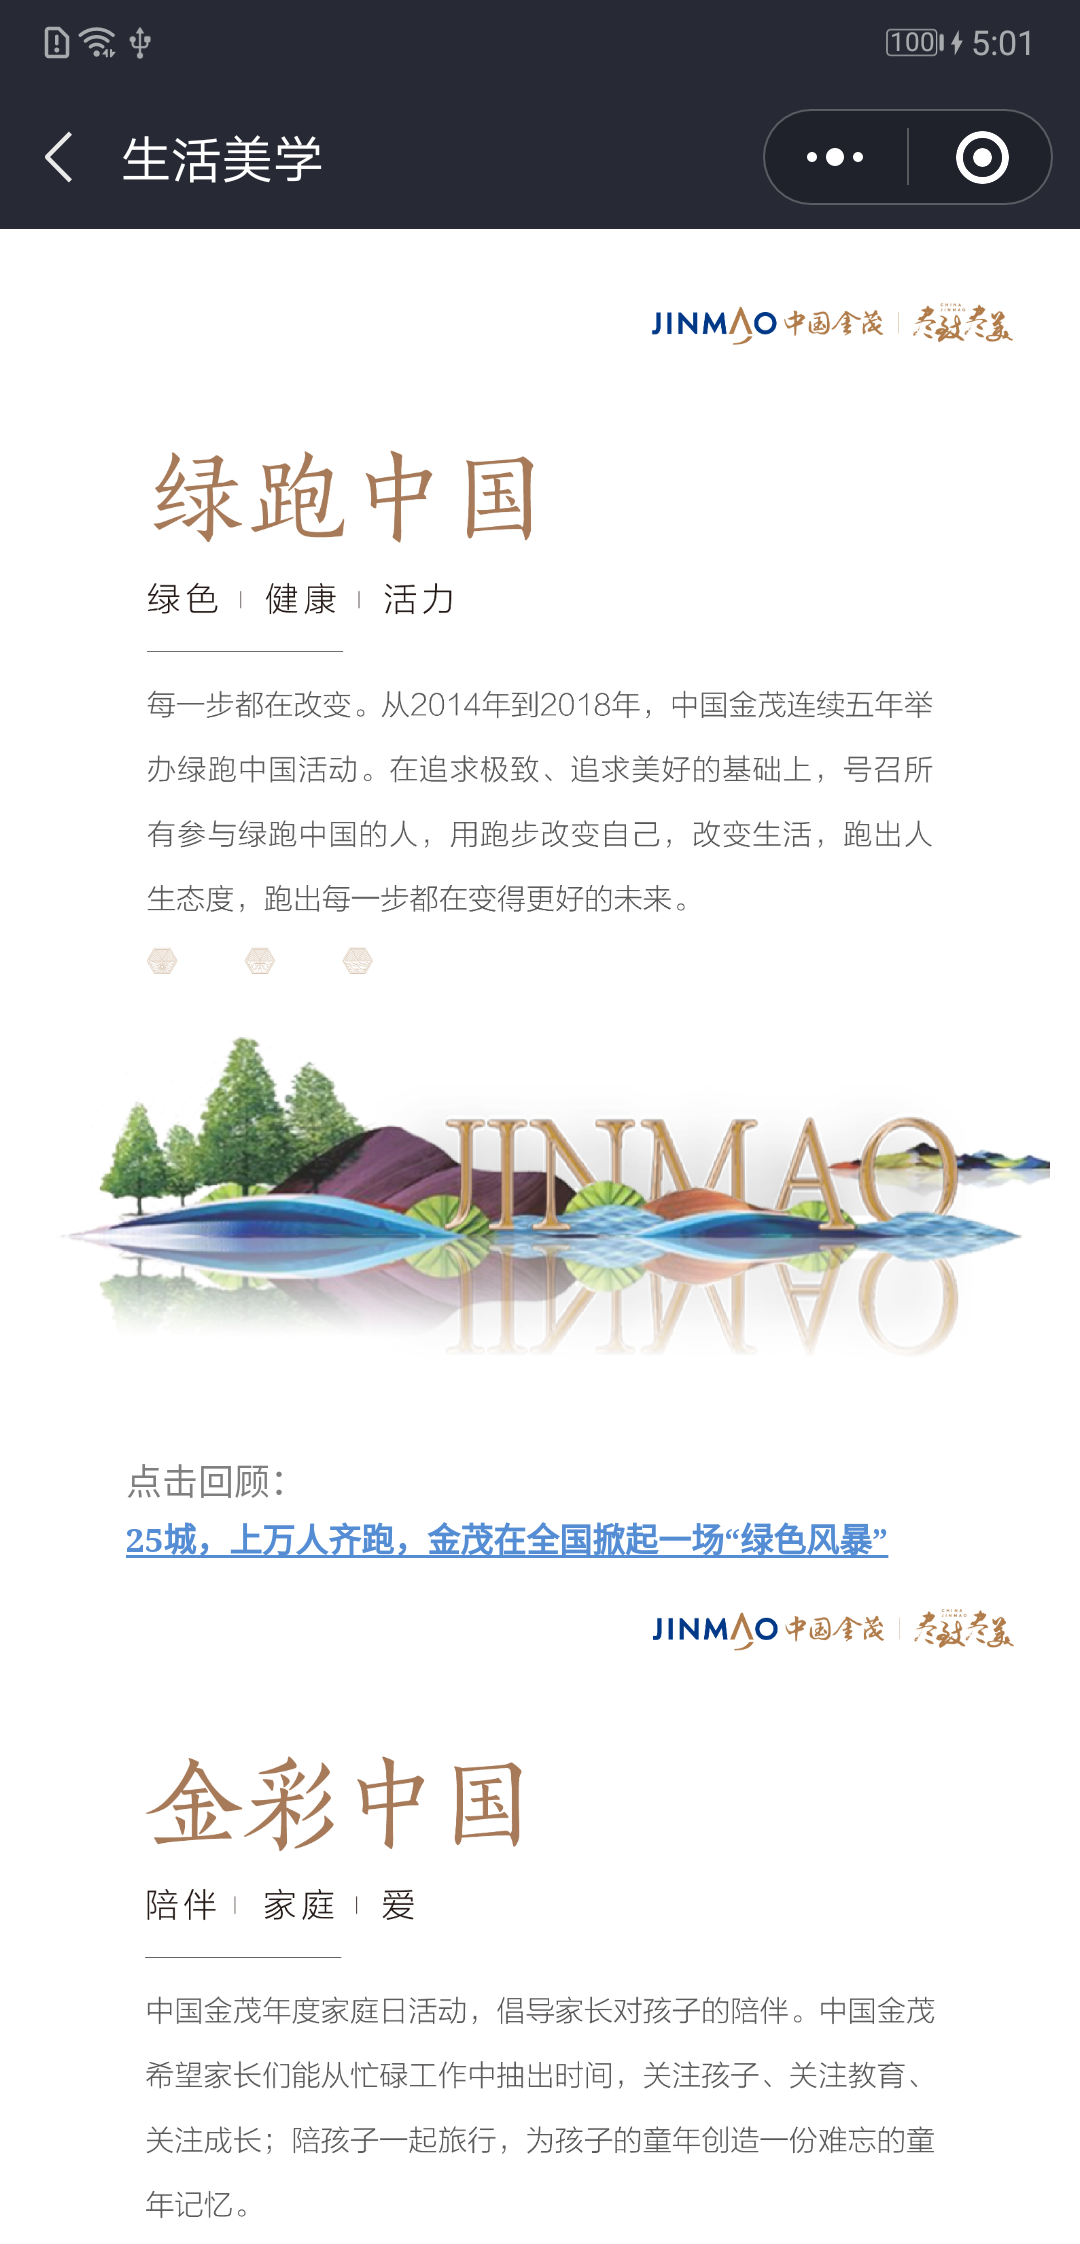 100 5:01
生活美学
JINMAO 中国金茂 | CHINA JINMAO 尽致尽美
绿跑中国
绿色 | 健康 | 活力
每一步都在改变。从2014年到2018年，中国金茂连续五年举
办绿跑中国活动。在追求极致、追求美好的基础上，号召所
有参与绿跑中国的人，用跑步改变自己，改变生活，跑出人
生态度，跑出每一步都在变得更好的未来。
JINMAO
点击回顾：
25城，上万人齐跑，金茂在全国掀起一场“绿色风暴”
JINMAO 中国金茂 | CHINA JINMAO 尽致尽美
金彩中国
陪伴 | 家庭 | 爱
中国金茂年度家庭日活动，倡导家长对孩子的陪伴。中国金茂
希望家长们能从忙碌工作中抽出时间，关注孩子、关注教育、
关注成长；陪孩子一起旅行，为孩子的童年创造一份难忘的童
年记忆。